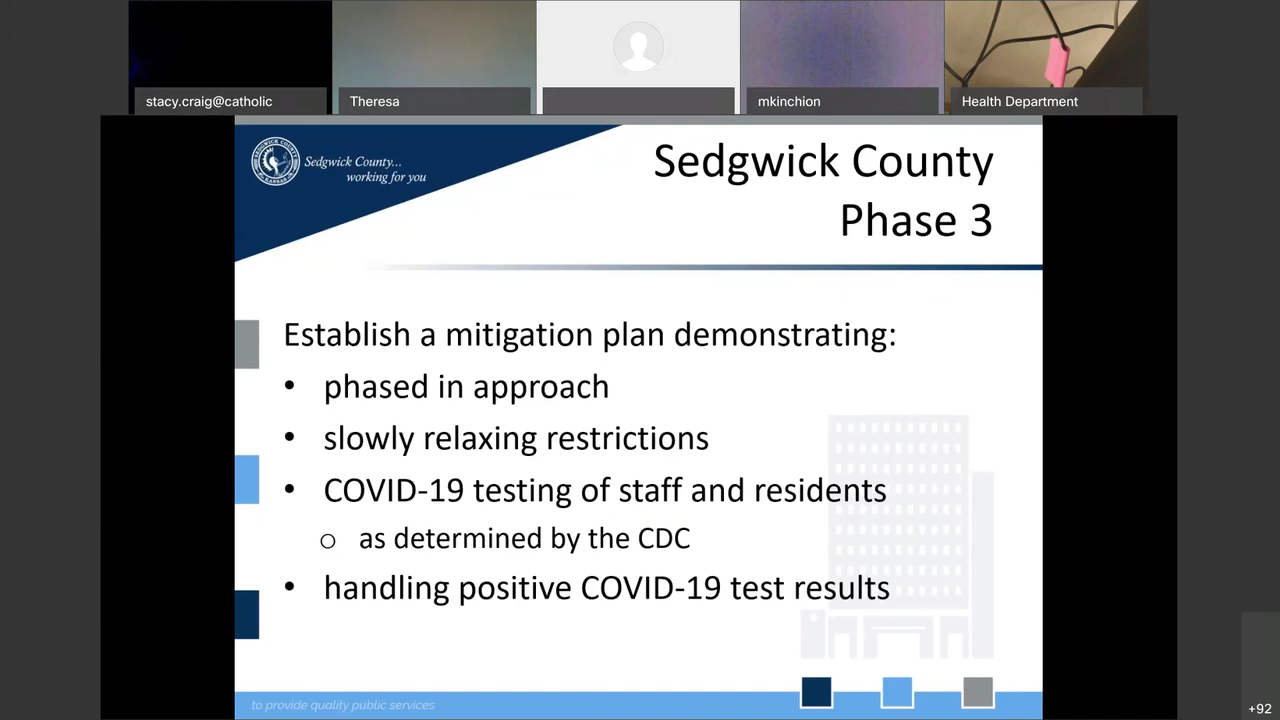 stacy.craig@catholic
Theresa
mkinchion
Health Department
Sedgwick County...
working for you
Sedgwick County
Phase 3
Establish a mitigation plan demonstrating:
• phased in approach
• slowly relaxing restrictions
• COVID-19 testing of staff and residents
o as determined by the CDC
• handling positive COVID-19 test results
to provide quality public services
+92